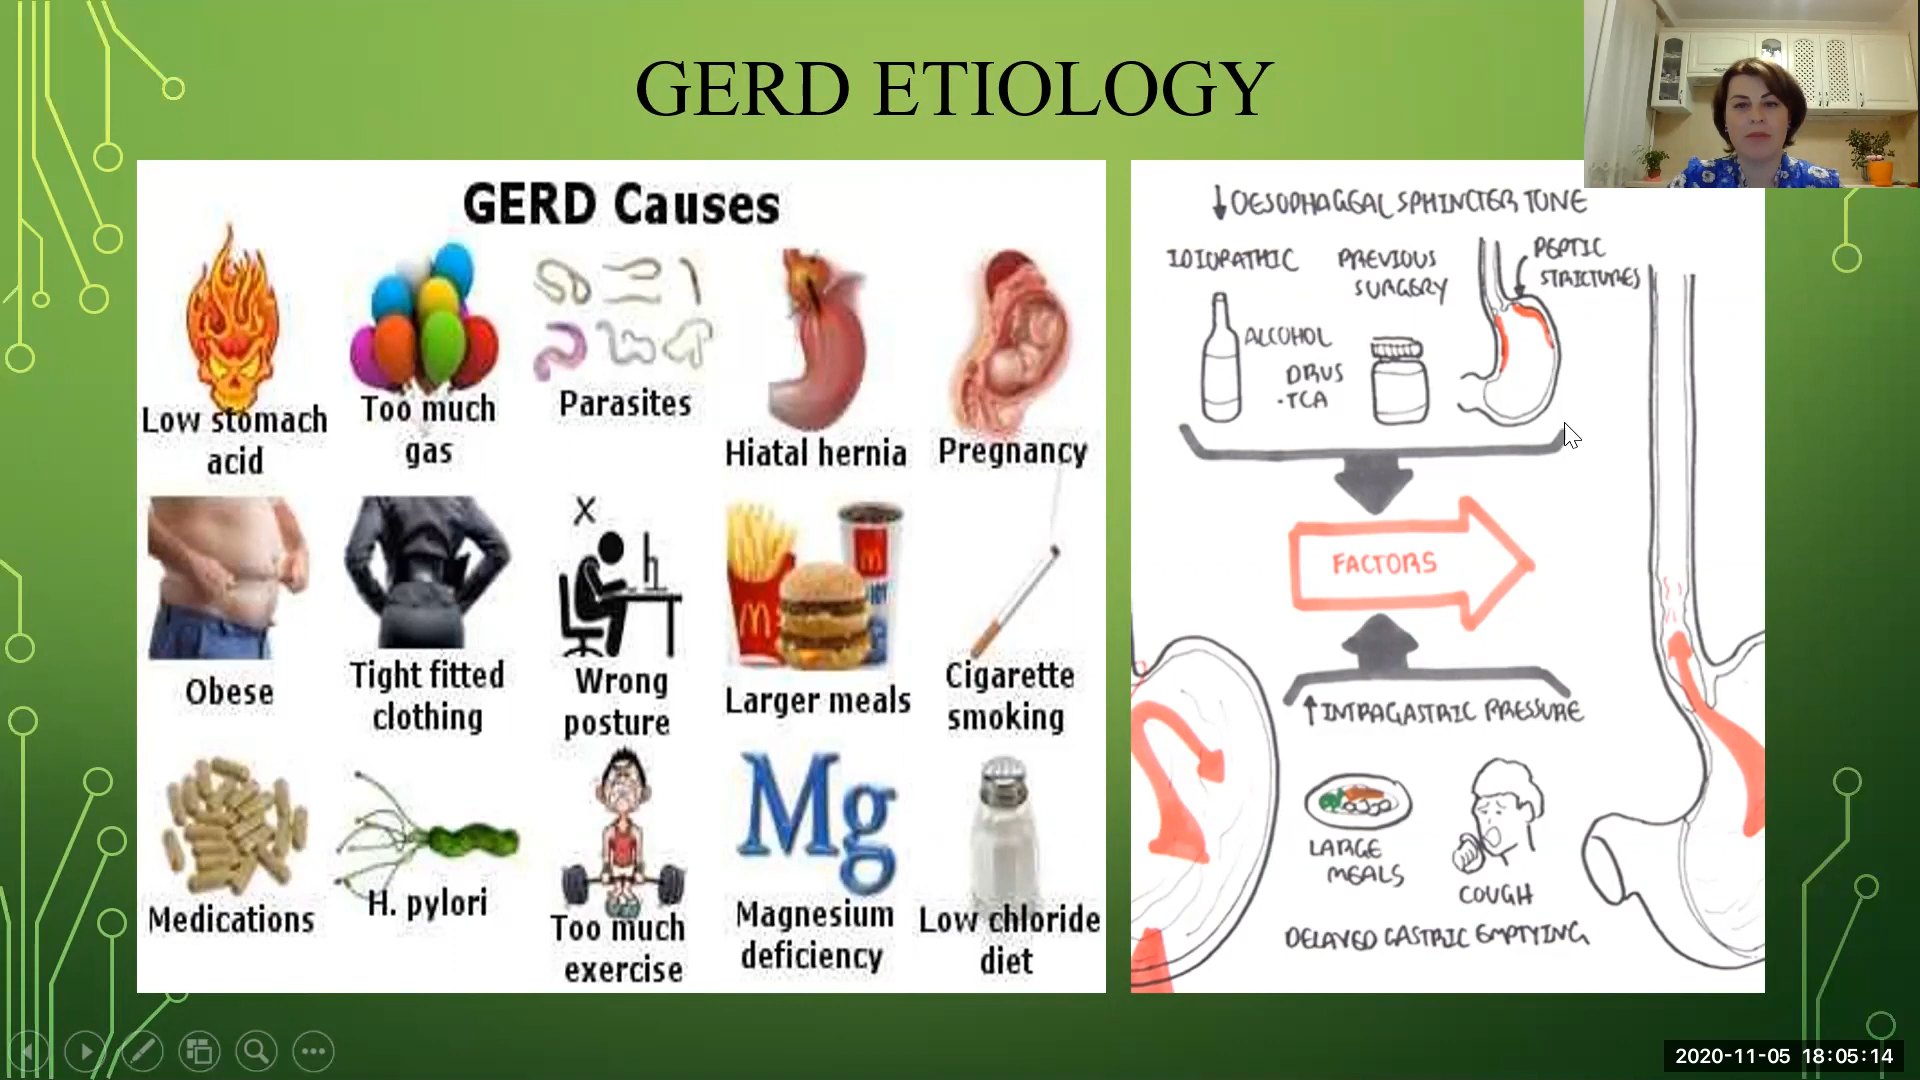 GERD ETIOLOGY
GERD Causes
Low stomach
acid
Too much
gas
Parasites
Hiatal hernia
Pregnancy
Obese
Tight fitted
clothing
X
Wrong
posture
Larger meals
Cigarette
smoking
Medications
H. pylori
Too much
exercise
Mg
Magnesium
deficiency
Low chloride
diet
↓ OESOPHAGEAL SPHINCTER TONE
IDIOPATHIC
PREVIOUS
SURGERY
PEPTIC
STRICTURES
ALCOHOL
DRUS
-TCA
FACTORS
↑ INTRAGASTRIC PRESSURE
LARGE
MEALS
COUGH
DELAYED GASTRIC EMPTYING
2020-11-05 18:05:14